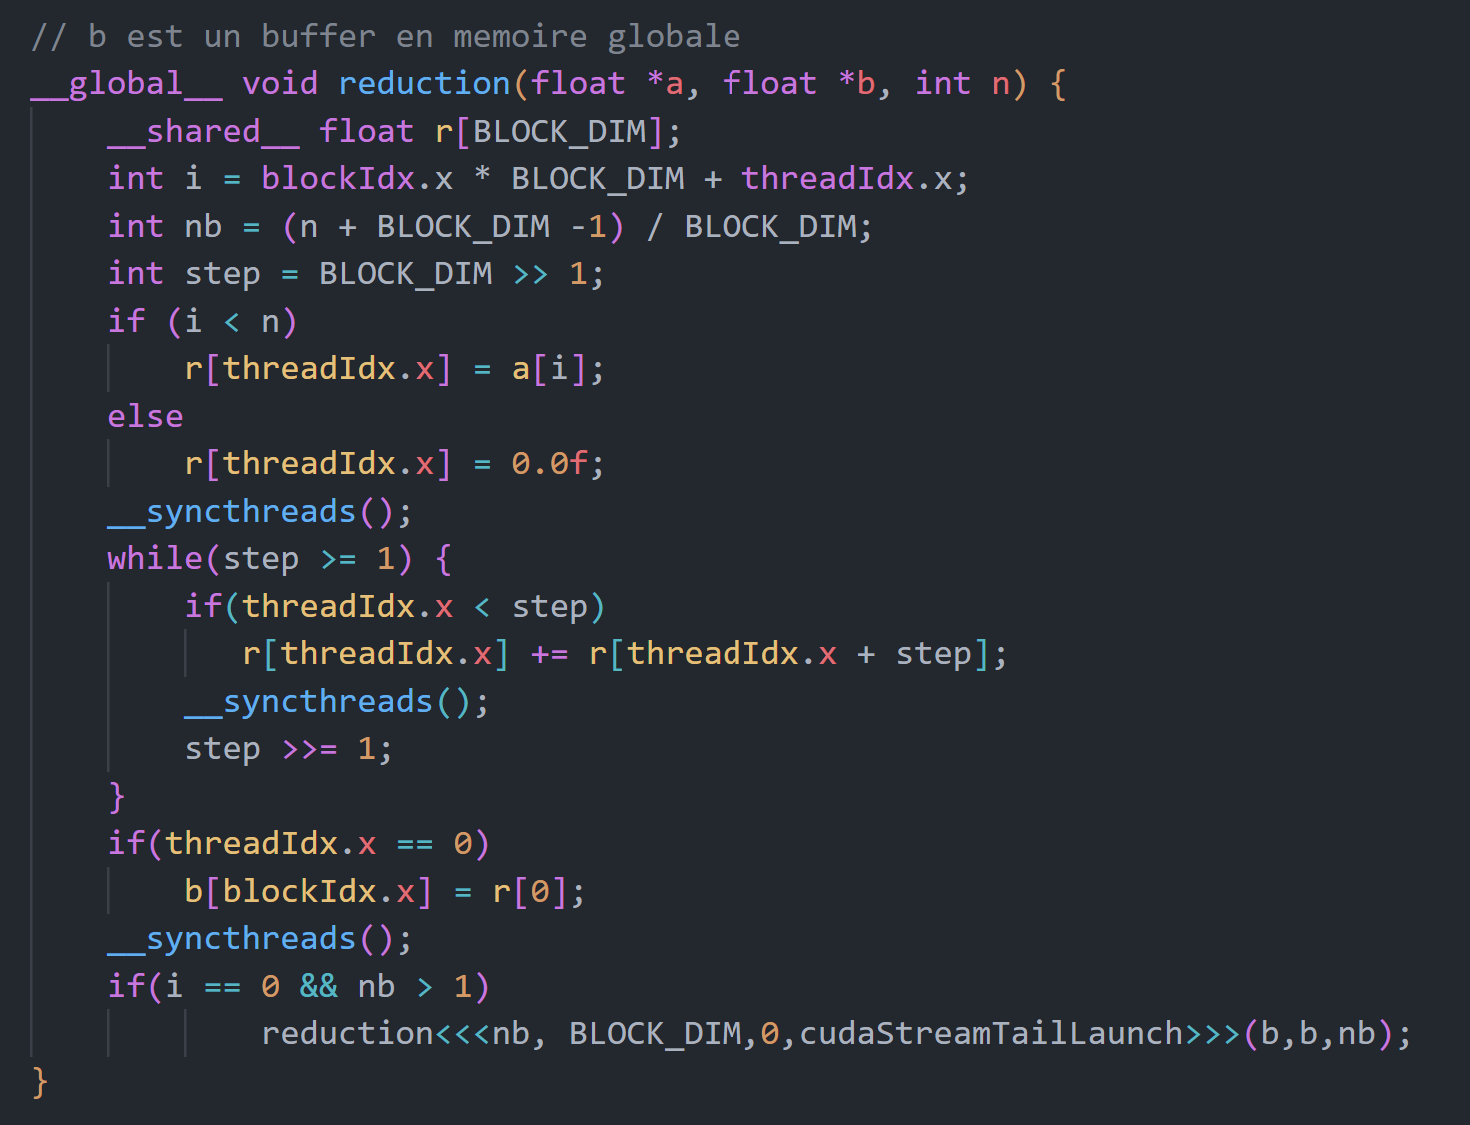 // b est un buffer en memoire globale
__global__ void reduction(float *a, float *b, int n) {
    __shared__ float r[BLOCK_DIM];
    int i = blockIdx.x * BLOCK_DIM + threadIdx.x;
    int nb = (n + BLOCK_DIM -1) / BLOCK_DIM;
    int step = BLOCK_DIM >> 1;
    if (i < n)
        r[threadIdx.x] = a[i];
    else
        r[threadIdx.x] = 0.0f;
    __syncthreads();
    while(step >= 1) {
        if(threadIdx.x < step)
           r[threadIdx.x] += r[threadIdx.x + step];
        __syncthreads();
        step >>= 1;
    }
    if(threadIdx.x == 0)
        b[blockIdx.x] = r[0];
    __syncthreads();
    if(i == 0 && nb > 1)
            reduction<<<nb, BLOCK_DIM,0,cudaStreamTailLaunch>>>(b,b,nb);
}